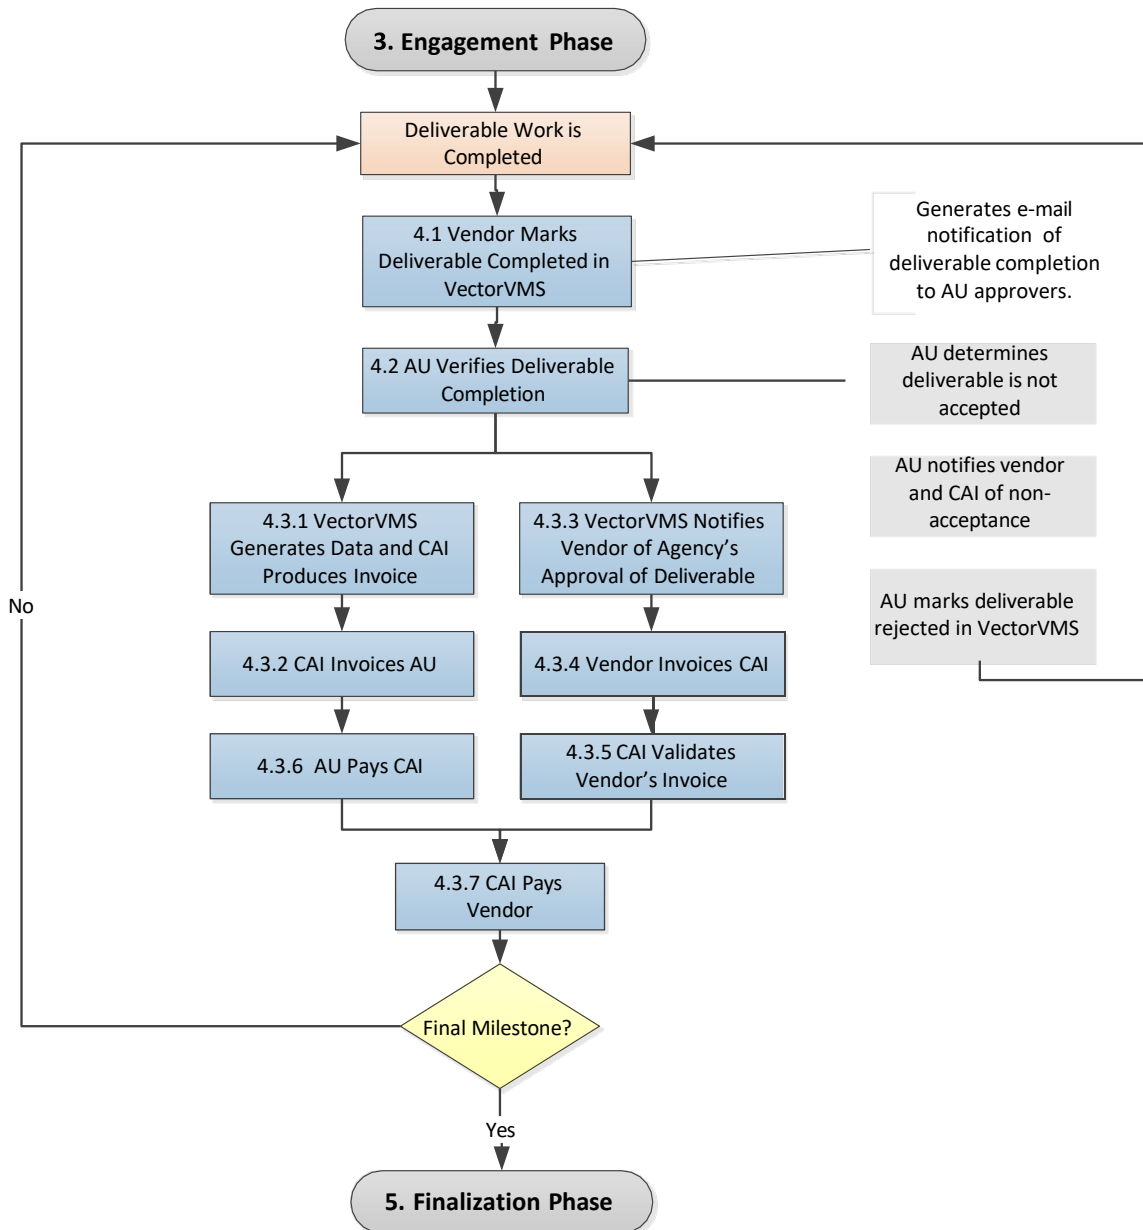 3. Engagement Phase
Deliverable Work is
Completed
4.1 Vendor Marks
Deliverable Completed in
VectorVMS
Generates e-mail
notification of
deliverable completion
to AU approvers.
4.2 AU Verifies Deliverable
Completion
AU determines
deliverable is not
accepted
AU notifies vendor
and CAI of non-
acceptance
AU marks deliverable
rejected in VectorVMS
4.3.1 VectorVMS
Generates Data and CAI
Produces Invoice
4.3.3 VectorVMS Notifies
Vendor of Agency’s
Approval of Deliverable
No
4.3.2 CAI Invoices AU
4.3.4 Vendor Invoices CAI
4.3.6 AU Pays CAI
4.3.5 CAI Validates
Vendor’s Invoice
4.3.7 CAI Pays
Vendor
Final Milestone?
Yes
5. Finalization Phase